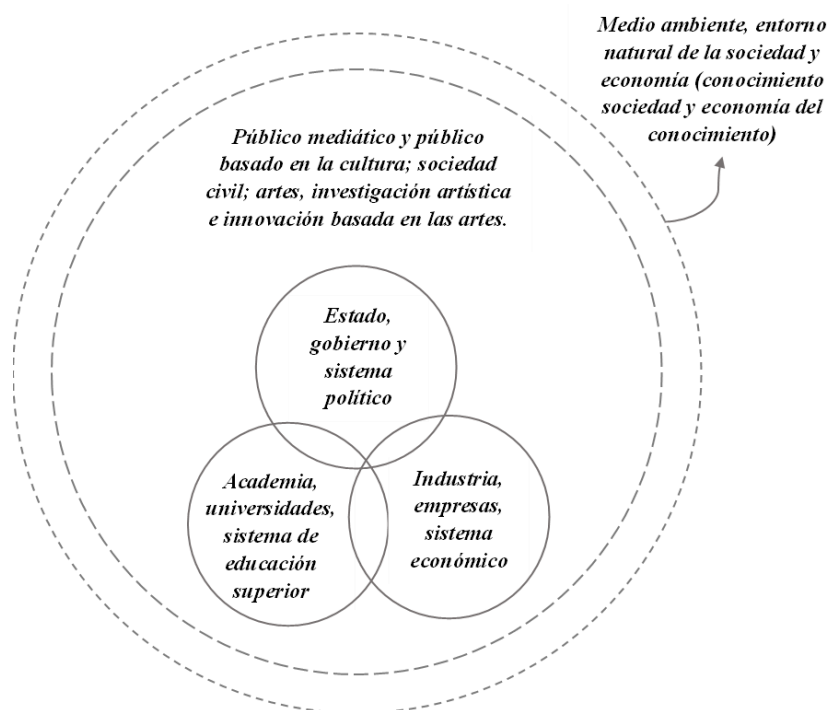 Medio ambiente, entorno
natural de la sociedad y
economía (conocimiento
sociedad y economía del
conocimiento)
Público mediático y público
basado en la cultura; sociedad
civil; artes, investigación artística
e innovación basada en las artes.
Estado,
gobierno y
sistema
político
Academia,
universidades,
sistema de
educación
superior
Industria,
empresas,
sistema
económico